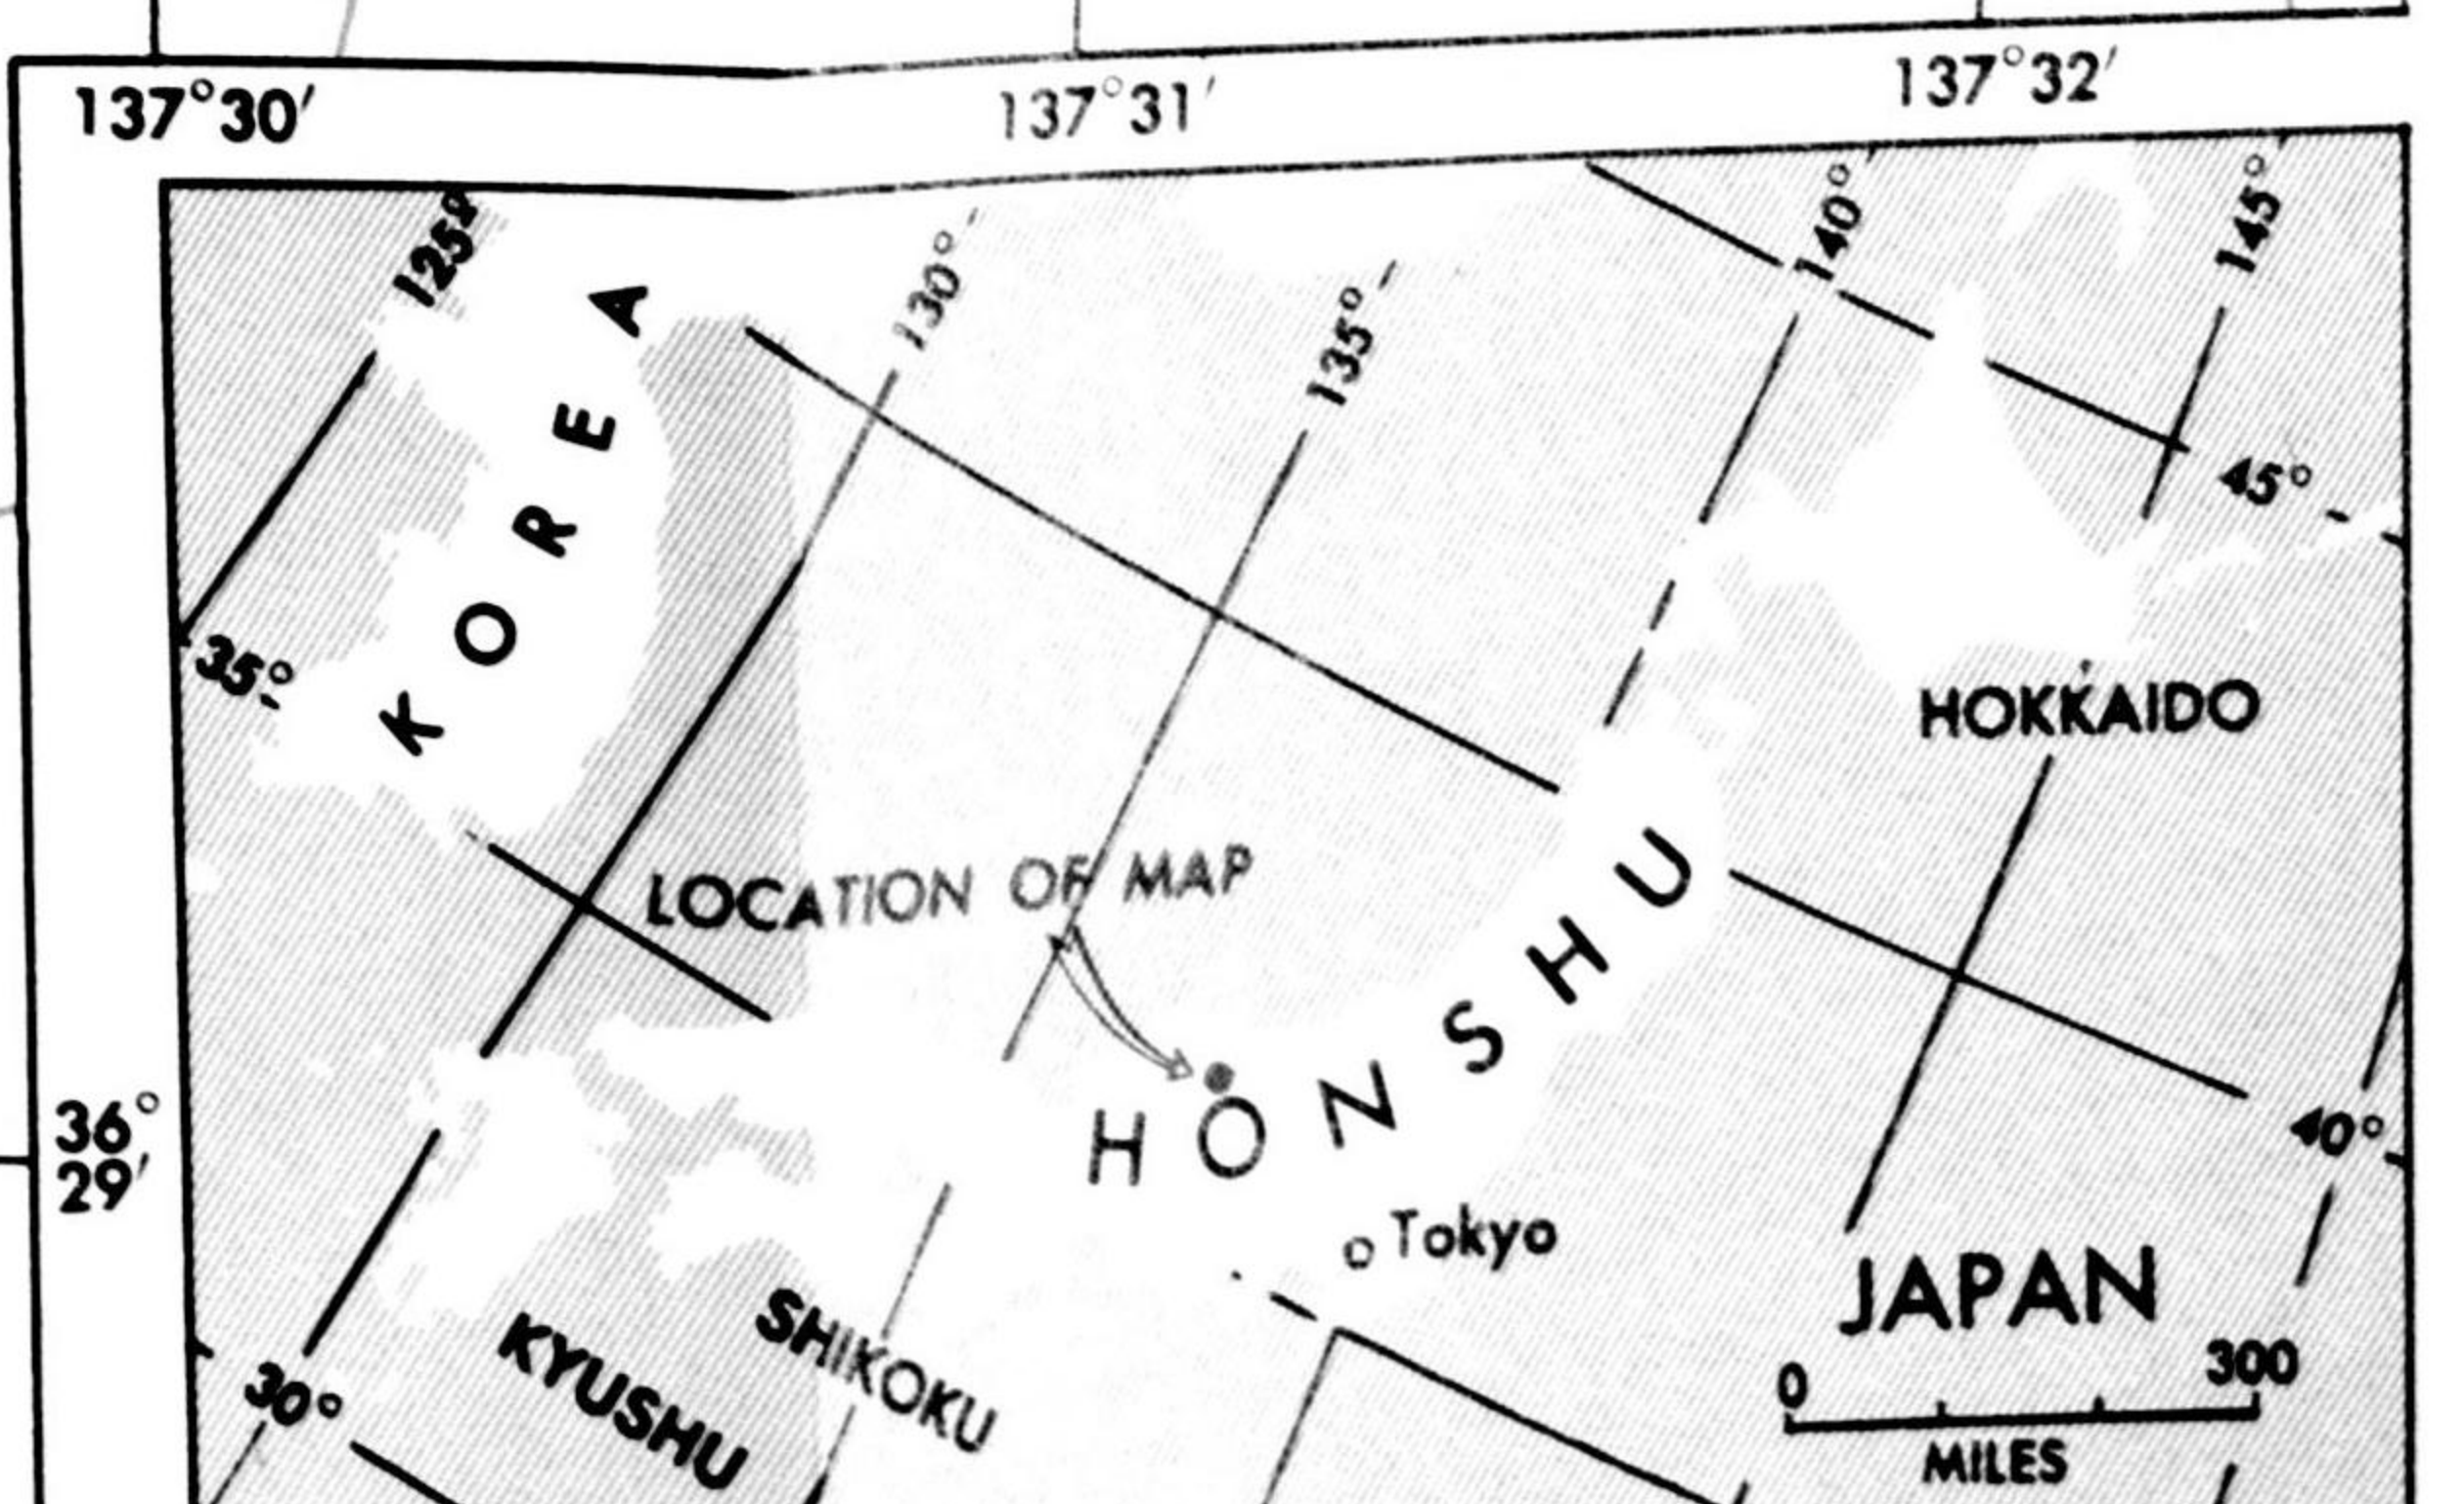 137°30′ 137°31′ 137°32′
125° 130° 135° 140° 145°
KOREA
45°
35°
HOKKAIDO
LOCATION OF MAP
HONSHU
36°
29′
40°
Tokyo
JAPAN
SHIKOKU
KYUSHU
0 300
MILES
30°